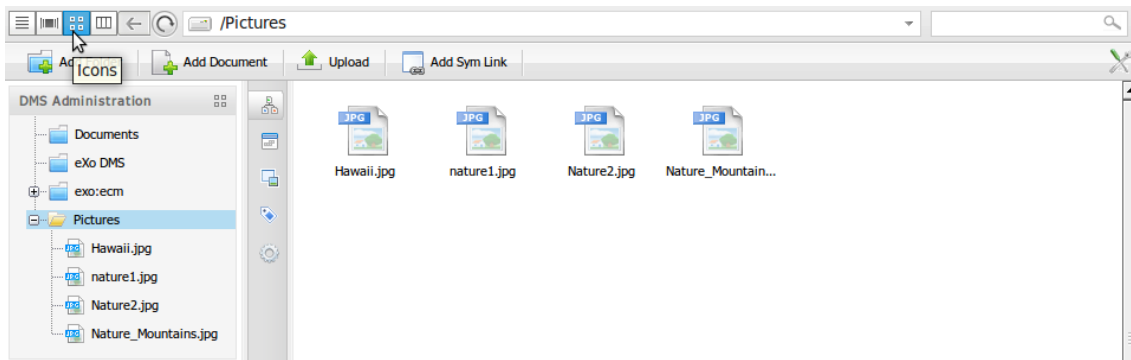 /Pictures
Add
Icons
Add Document
Upload
Add Sym Link
DMS Administration
Documents
eXo DMS
exo:ecm
Pictures
Hawaii.jpg
nature1.jpg
Nature2.jpg
Nature_Mountains.jpg
JPG JPG JPG JPG
Hawaii.jpg nature1.jpg Nature2.jpg Nature_Mountain...